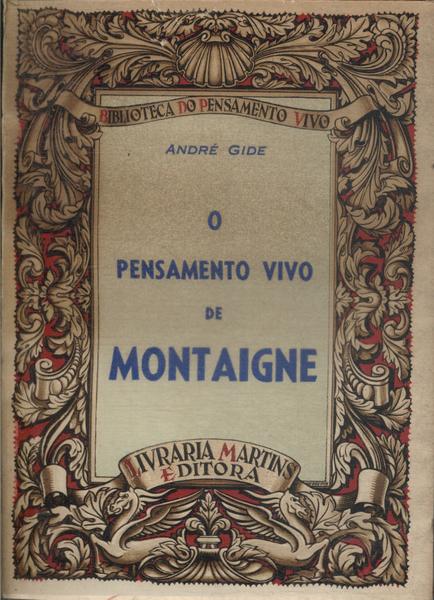 BIBLIOTECA DO PENSAMENTO VIVO
ANDRÉ GIDE
O
PENSAMENTO VIVO
DE
MONTAIGNE
LIVRARIA MARTINS
EDITORA